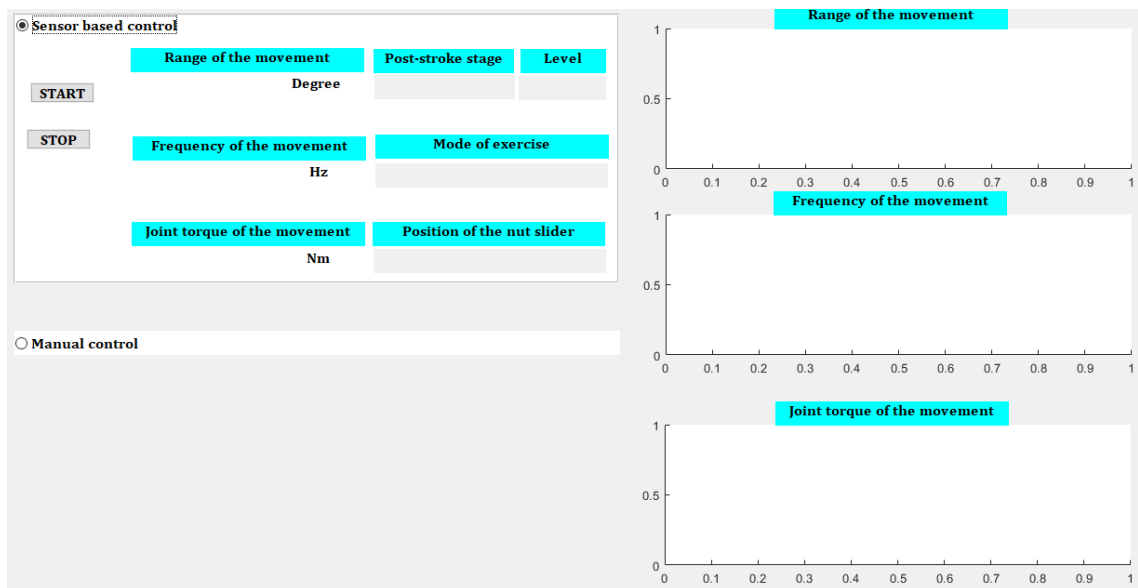 Sensor based control
Range of the movement Post-stroke stage Level
Degree
START
STOP
Frequency of the movement Mode of exercise
Hz
Joint torque of the movement Position of the nut slider
Nm
Manual control
Range of the movement
1
0.5
0
0 0.1 0.2 0.3 0.4 0.5 0.6 0.7 0.8 0.9 1
Frequency of the movement
1
0.5
0
0 0.1 0.2 0.3 0.4 0.5 0.6 0.7 0.8 0.9 1
Joint torque of the movement
1
0.5
0
0 0.1 0.2 0.3 0.4 0.5 0.6 0.7 0.8 0.9 1